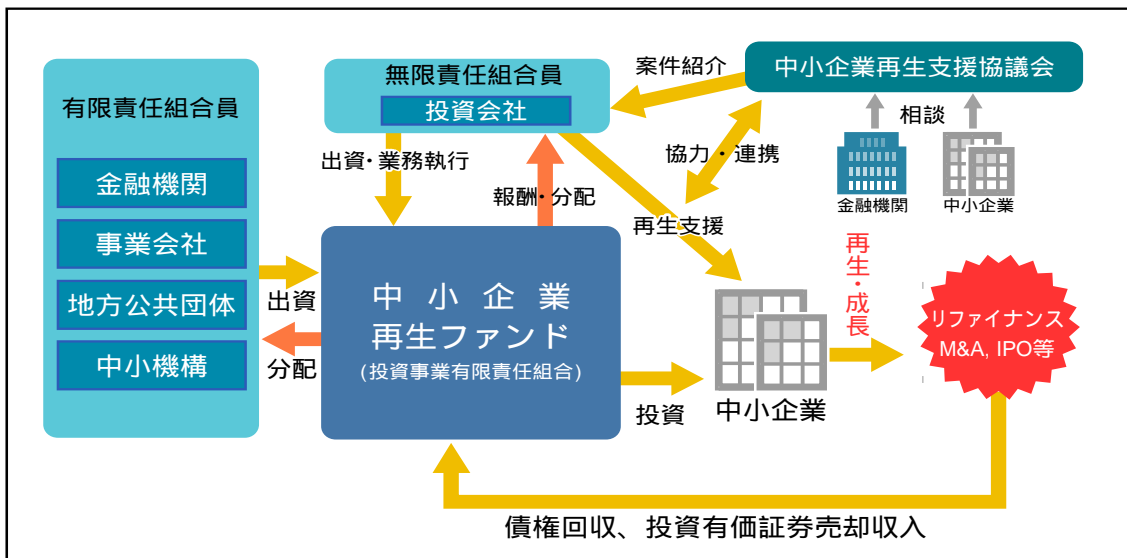 有限責任組合員
金融機関
事業会社
地方公共団体
中小機構
無限責任組合員
投資会社
案件紹介
中小企業再生支援協議会
相談
金融機関
中小企業
協力・連携
出資・業務執行
報酬・分配
再生支援
出資
分配
中小企業
再生ファンド
(投資事業有限責任組合)
投資
中小企業
再生・成長
リファイナンス
M&A, IPO等
債権回収、投資有価証券売却収入